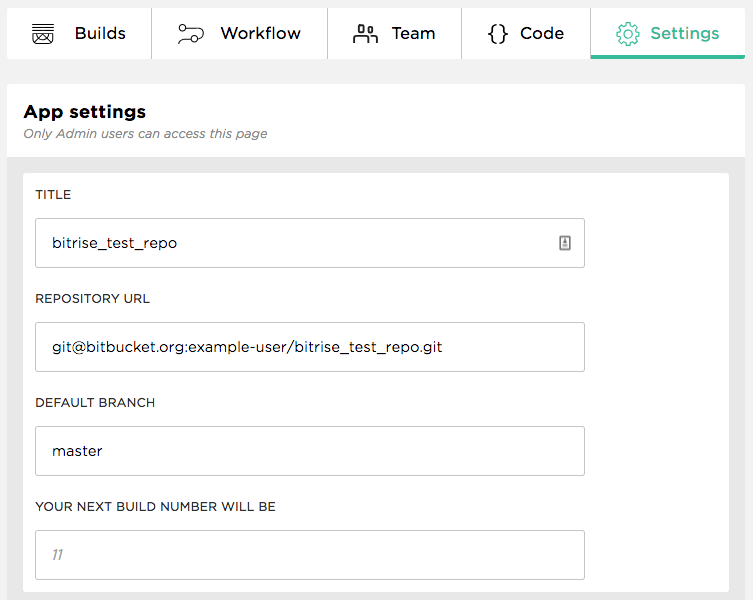 Builds
Workflow
Team
Code
Settings
App settings
Only Admin users can access this page
TITLE
bitrise_test_repo
REPOSITORY URL
git@bitbucket.org:example-user/bitrise_test_repo.git
DEFAULT BRANCH
master
YOUR NEXT BUILD NUMBER WILL BE
11